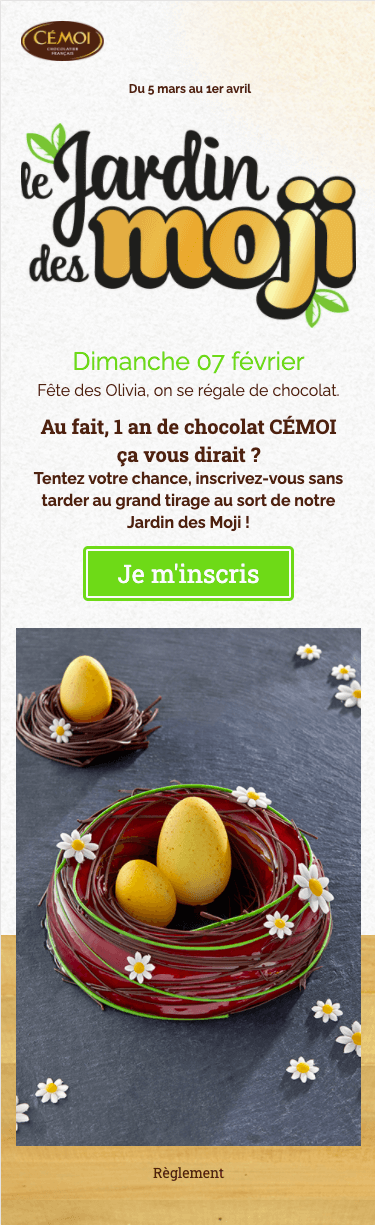 CÉMOI
CHOCOLATIER
FRANÇAIS
Du 5 mars au 1er avril
le Jardin
des moji
Dimanche 07 février
Fête des Olivia, on se régale de chocolat.
Au fait, 1 an de chocolat CÉMOI
ça vous dirait ?
Tentez votre chance, inscrivez-vous sans
tarder au grand tirage au sort de notre
Jardin des Moji !
Je m'inscris
Règlement